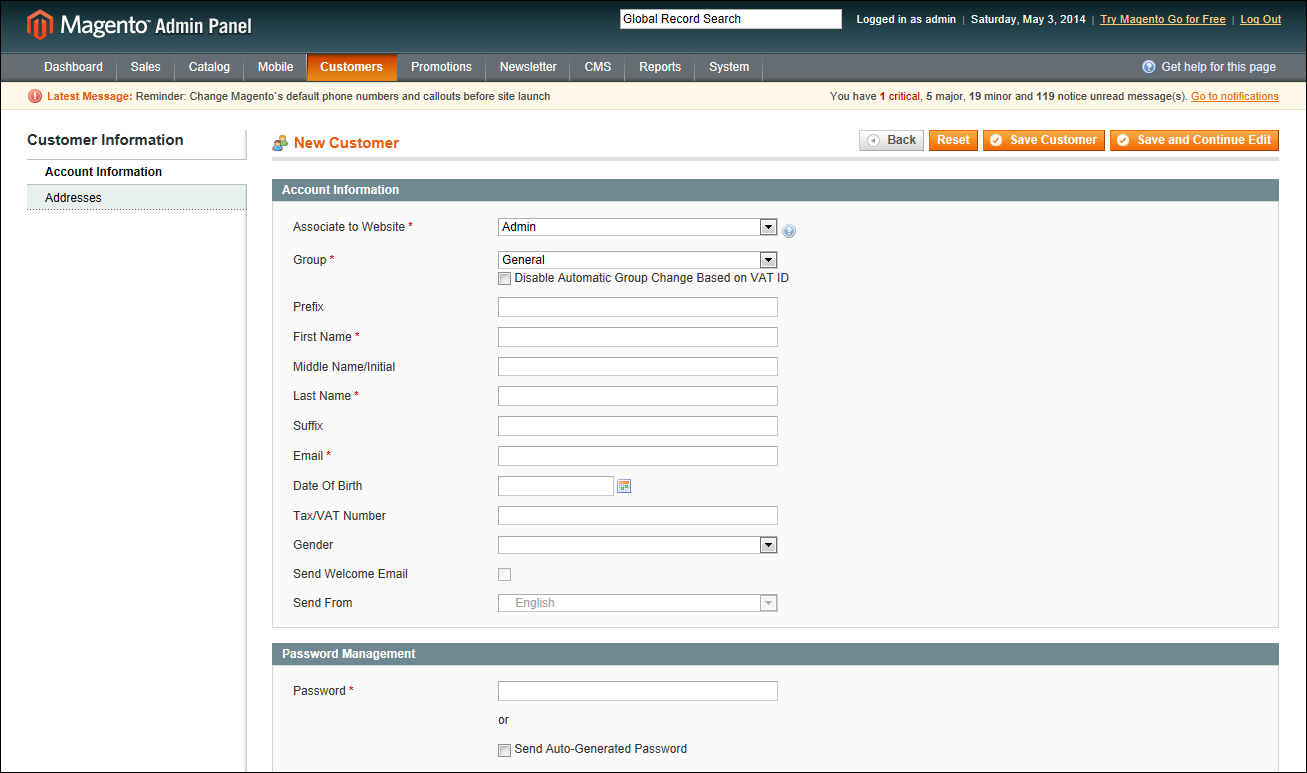 Magento™ Admin Panel
Global Record Search
Logged in as admin | Saturday, May 3, 2014 | Try Magento Go for Free | Log Out
Dashboard Sales Catalog Mobile Customers Promotions Newsletter CMS Reports System
Get help for this page
Latest Message: Reminder: Change Magento`s default phone numbers and callouts before site launch
You have 1 critical, 5 major, 19 minor and 119 notice unread message(s). Go to notifications
Customer Information
Account Information
Addresses
New Customer
Back Reset Save Customer Save and Continue Edit
Account Information
Associate to Website * Admin
Group * General
Disable Automatic Group Change Based on VAT ID
Prefix
First Name *
Middle Name/Initial
Last Name *
Suffix
Email *
Date Of Birth
Tax/VAT Number
Gender
Send Welcome Email
Send From English
Password Management
Password *
or
Send Auto-Generated Password